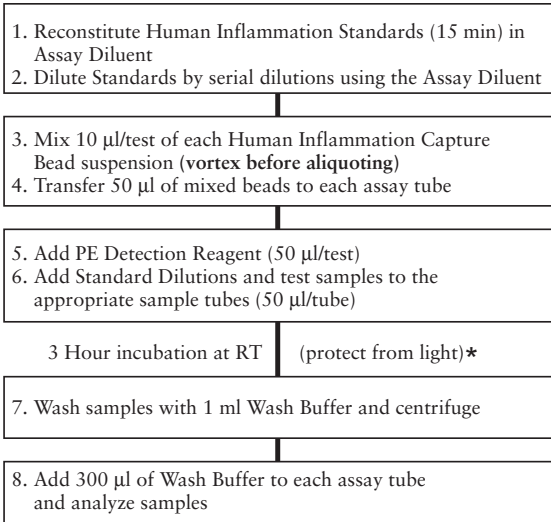 1. Reconstitute Human Inflammation Standards (15 min) in
Assay Diluent
2. Dilute Standards by serial dilutions using the Assay Diluent
3. Mix 10 μl/test of each Human Inflammation Capture
Bead suspension (vortex before aliquoting)
4. Transfer 50 μl of mixed beads to each assay tube
5. Add PE Detection Reagent (50 μl/test)
6. Add Standard Dilutions and test samples to the
appropriate sample tubes (50 μl/tube)
3 Hour incubation at RT (protect from light)*
7. Wash samples with 1 ml Wash Buffer and centrifuge
8. Add 300 μl of Wash Buffer to each assay tube
and analyze samples